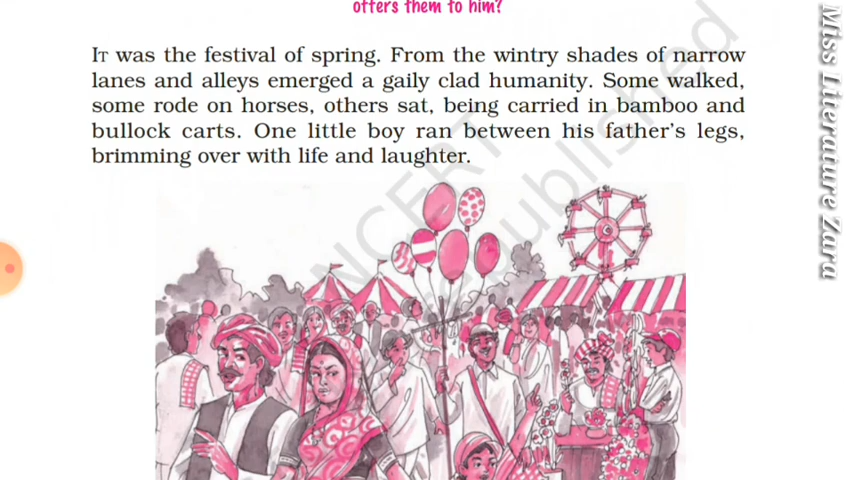 offers them to him?
IT was the festival of spring. From the wintry shades of narrow
lanes and alleys emerged a gaily clad humanity. Some walked,
some rode on horses, others sat, being carried in bamboo and
bullock carts. One little boy ran between his father's legs,
brimming over with life and laughter.
NCERT
republished
Miss Literature Zara